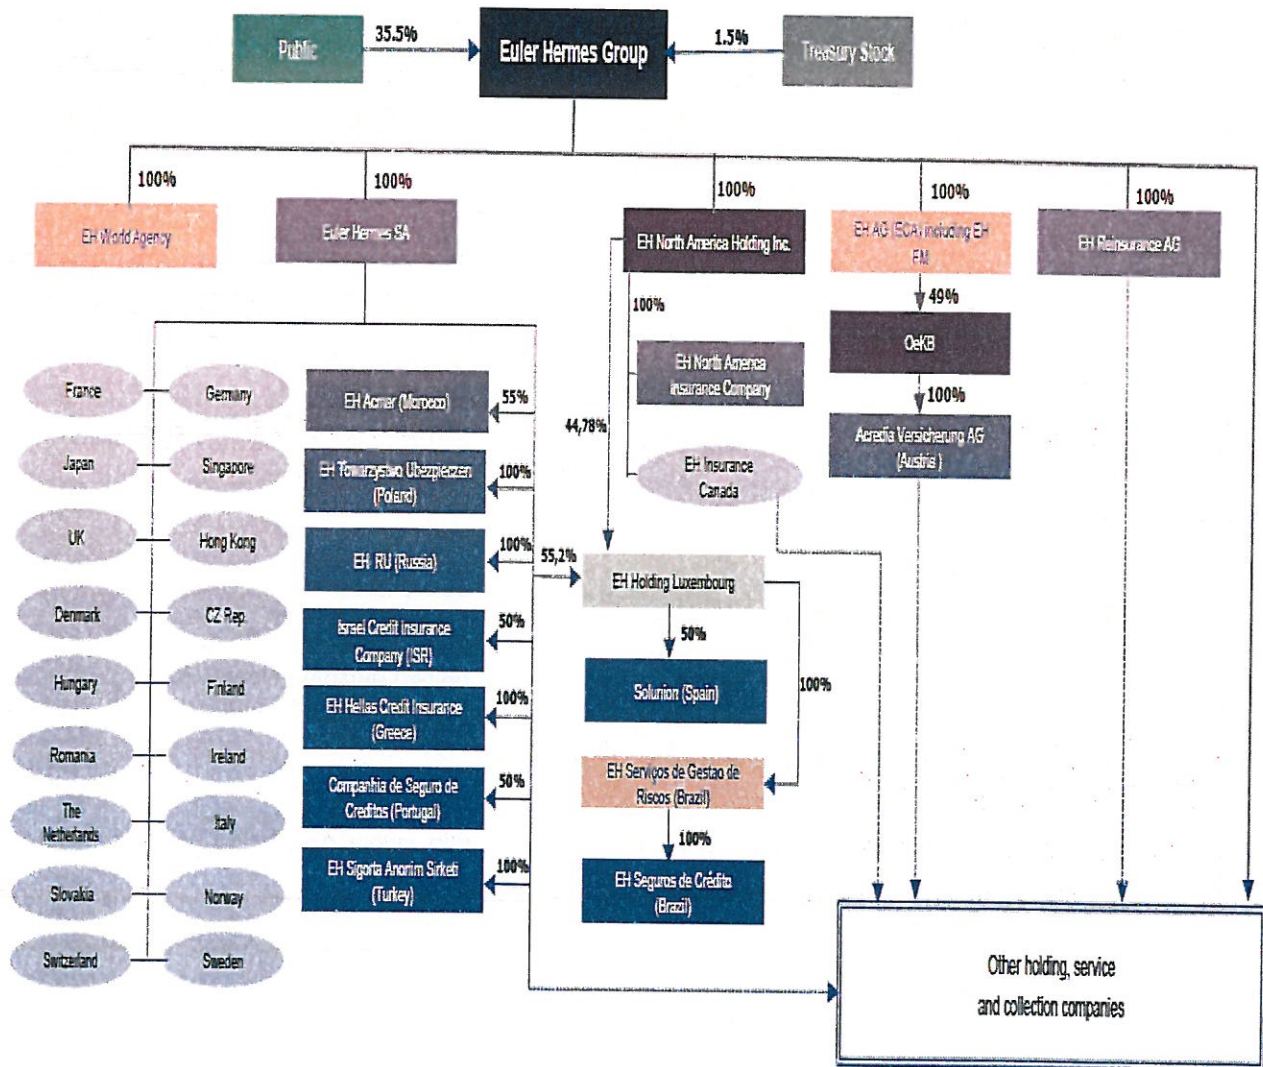 Public
35.5%
Euler Hermes Group
1.5%
Treasury Stock
100%
100%
100%
100%
100%
EH World Agency
Euler Hermes SA
EH North America Holding Inc.
EH AG (ECA) including EH
FM
EH Reinsurance AG
France
Germany
Japan
Singapore
UK
Hong Kong
Denmark
CZ Rep.
Hungary
Finland
Romania
Ireland
The
Netherlands
Italy
Slovakia
Norway
Switzerland
Sweden
EH Acmar (Morocco)
55%
EH Towarzystwo Ubezpieczen
(Poland)
100%
EH RU (Russia)
100%
Israel Credit Insurance
Company (ISR)
50%
EH Hellas Credit Insurance
(Greece)
100%
Companhia de Seguro de
Creditos (Portugal)
50%
EH Sigorta Anonim Sirketi
(Turkey)
100%
100%
EH North America
Insurance Company
44,78%
EH Insurance
Canada
55,2%
EH Holding Luxembourg
50%
Solunion (Spain)
100%
EH Serviços de Gestao de
Riscos (Brazil)
100%
EH Seguros de Crédito
(Brazil)
49%
OeKB
100%
Acredia Versicherung AG
(Austria )
Other holding, service
and collection companies